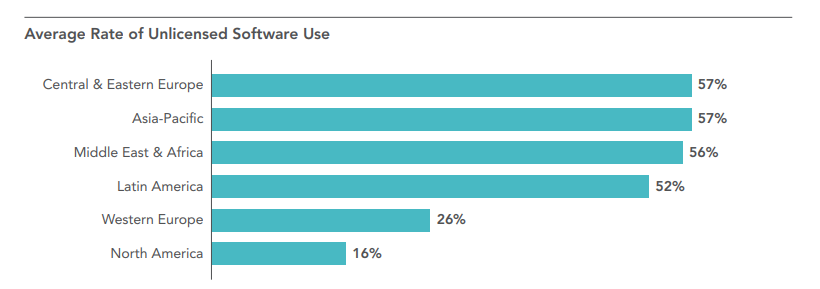 Average Rate of Unlicensed Software Use
Central & Eastern Europe 57%
Asia-Pacific 57%
Middle East & Africa 56%
Latin America 52%
Western Europe 26%
North America 16%